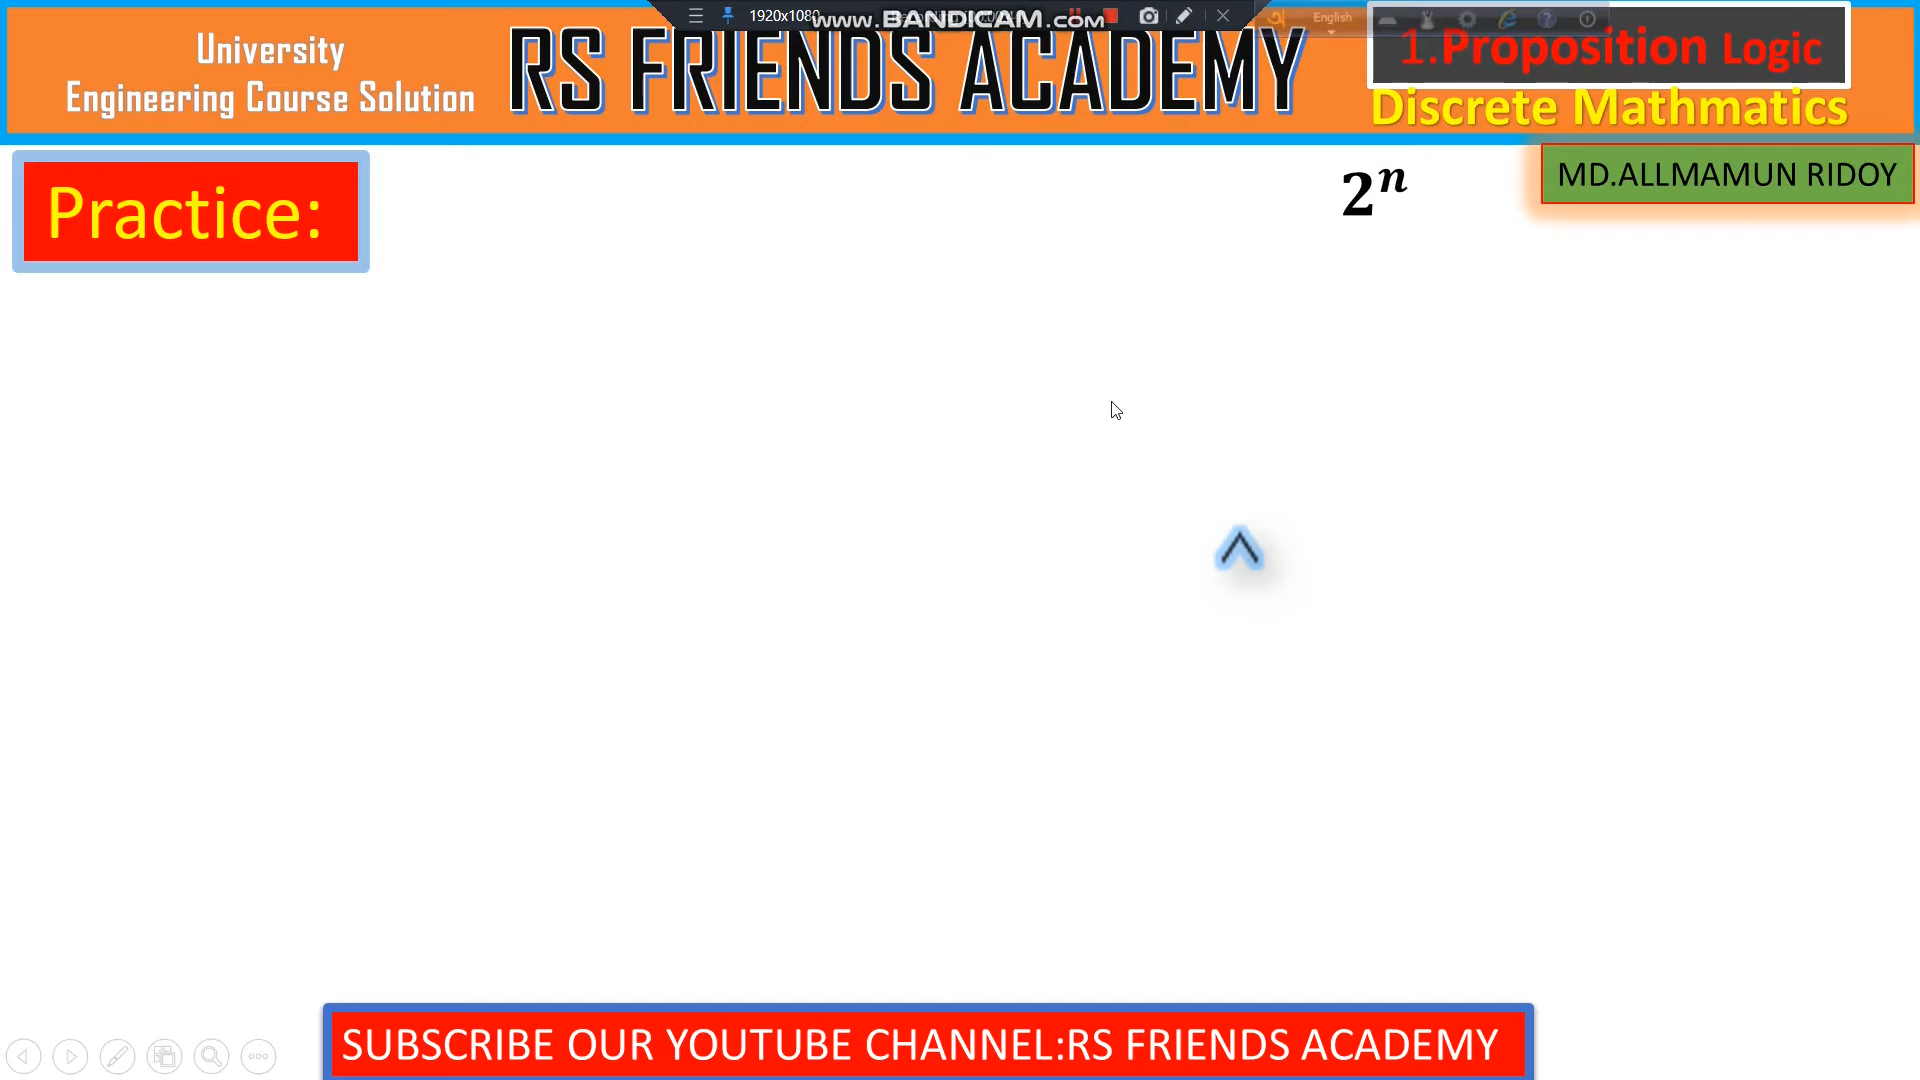 1920x1080
www.BANDICAM.com
English
University
Engineering Course Solution
RS FRIENDS ACADEMY
1.Proposition Logic
Discrete Mathmatics
MD.ALLMAMUN RIDOY
Practice:
2ⁿ
^
SUBSCRIBE OUR YOUTUBE CHANNEL:RS FRIENDS ACADEMY